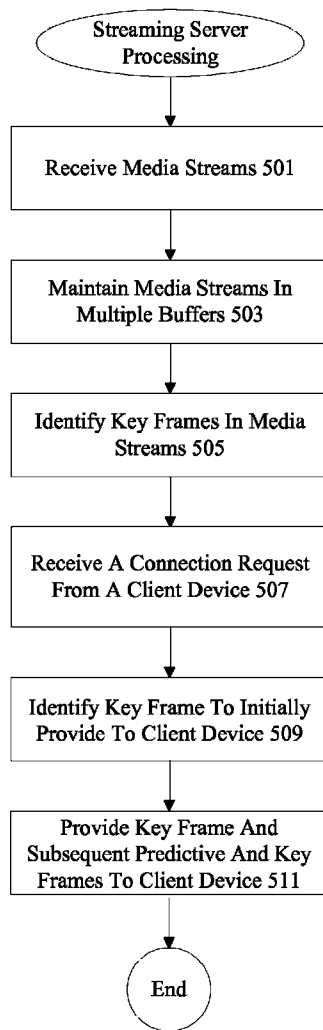 Streaming Server
Processing
Receive Media Streams 501
Maintain Media Streams In
Multiple Buffers 503
Identify Key Frames In Media
Streams 505
Receive A Connection Request
From A Client Device 507
Identify Key Frame To Initially
Provide To Client Device 509
Provide Key Frame And
Subsequent Predictive And Key
Frames To Client Device 511
End